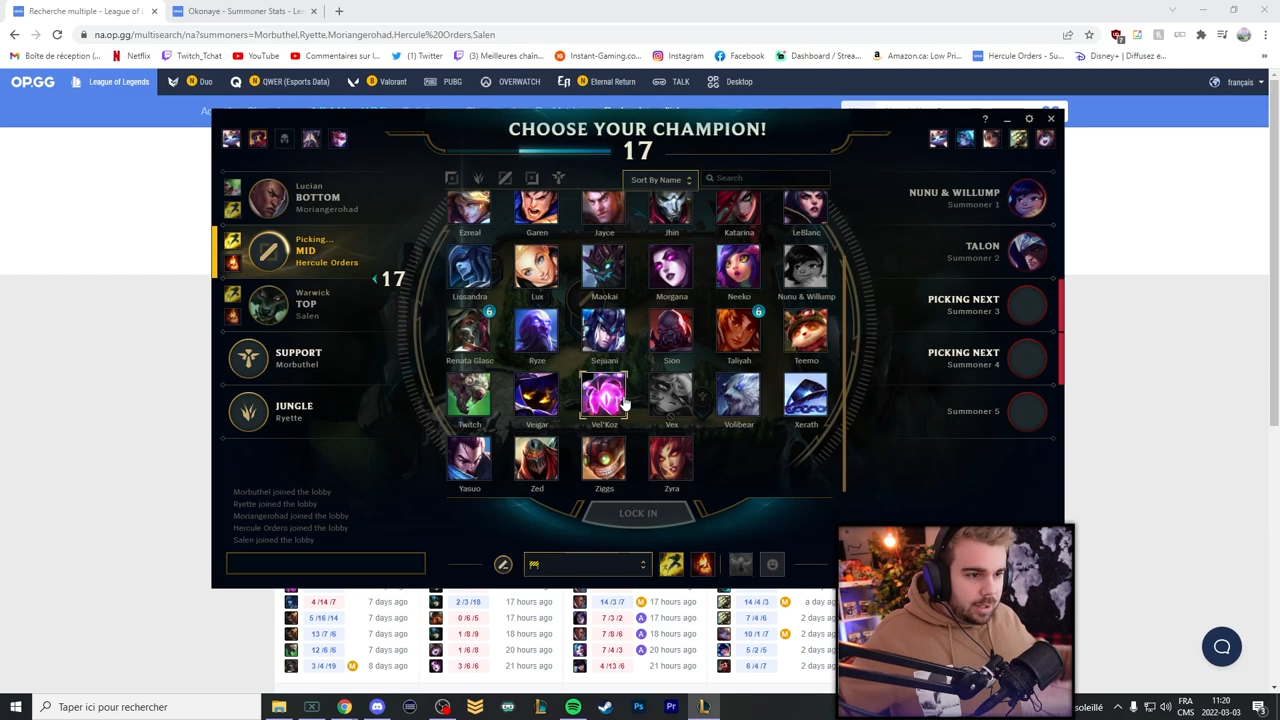 Recherche multiple - League of L
Okonaye - Summoner Stats - Lea
na.op.gg/multisearch/na?summoners=Morbuthel,Ryette,Moriangerohad,Hercule%20Orders,Salen
Boîte de réception (...
Netflix
Twitch_Tchat
YouTube
Commentaires sur l...
Twitter
(3) Meilleurs chaîn...
Instant-Gaming.co...
Instagram
Facebook
Dashboard / Strea...
Amazon.ca: Low Pri...
Hercule Orders - Su...
Disney+ | Diffusez e...
OP.GG
League of Legends
Duo
QWER (Esports Data)
Valorant
PUBG
OVERWATCH
Eternal Return
TALK
Desktop
français
CHOOSE YOUR CHAMPION!
17
Sort By Name
Search
Lucian
BOTTOM
Moriangerohad
Picking...
MID
Hercule Orders
17
Warwick
TOP
Salen
SUPPORT
Morbuthel
JUNGLE
Ryette
Ezreal
Garen
Jayce
Jhin
Katarina
LeBlanc
Lissandra
Lux
Maokai
Morgana
Neeko
Nunu & Willump
6
6
Renata Glasc
Ryze
Sejuani
Sion
Taliyah
Teemo
Twitch
Veigar
Vel'Koz
Vex
Volibear
Xerath
Yasuo
Zed
Ziggs
Zyra
NUNU & WILLUMP
Summoner 1
TALON
Summoner 2
PICKING NEXT
Summoner 3
PICKING NEXT
Summoner 4
Summoner 5
LOCK IN
Morbuthel joined the lobby
Ryette joined the lobby
Moriangerohad joined the lobby
Hercule Orders joined the lobby
Salen joined the lobby
4 /14 /7
7 days ago
2 /3 /18
17 hours ago
14 /3 /7
M
17 hours ago
14 /4 /3
M
a day ago
5 /16 /14
7 days ago
0 /6 /5
17 hours ago
7 /3 /2
A
17 hours ago
7 /4 /6
2 days
13 /7 /6
7 days ago
1 /8 /9
18 hours ago
7 /8 /6
A
18 hours ago
10 /1 /7
M
2 days
12 /6 /6
7 days ago
1 /6 /8
20 hours ago
7 /4 /3
A
20 hours ago
5 /2 /5
2 days
3 /4 /19
M
8 days ago
3 /6 /6
21 hours ago
4 /13 /6
21 hours ago
6 /4 /7
2 days
Taper ici pour rechercher
soleillé
FRA
CMS
11:20
2022-03-03